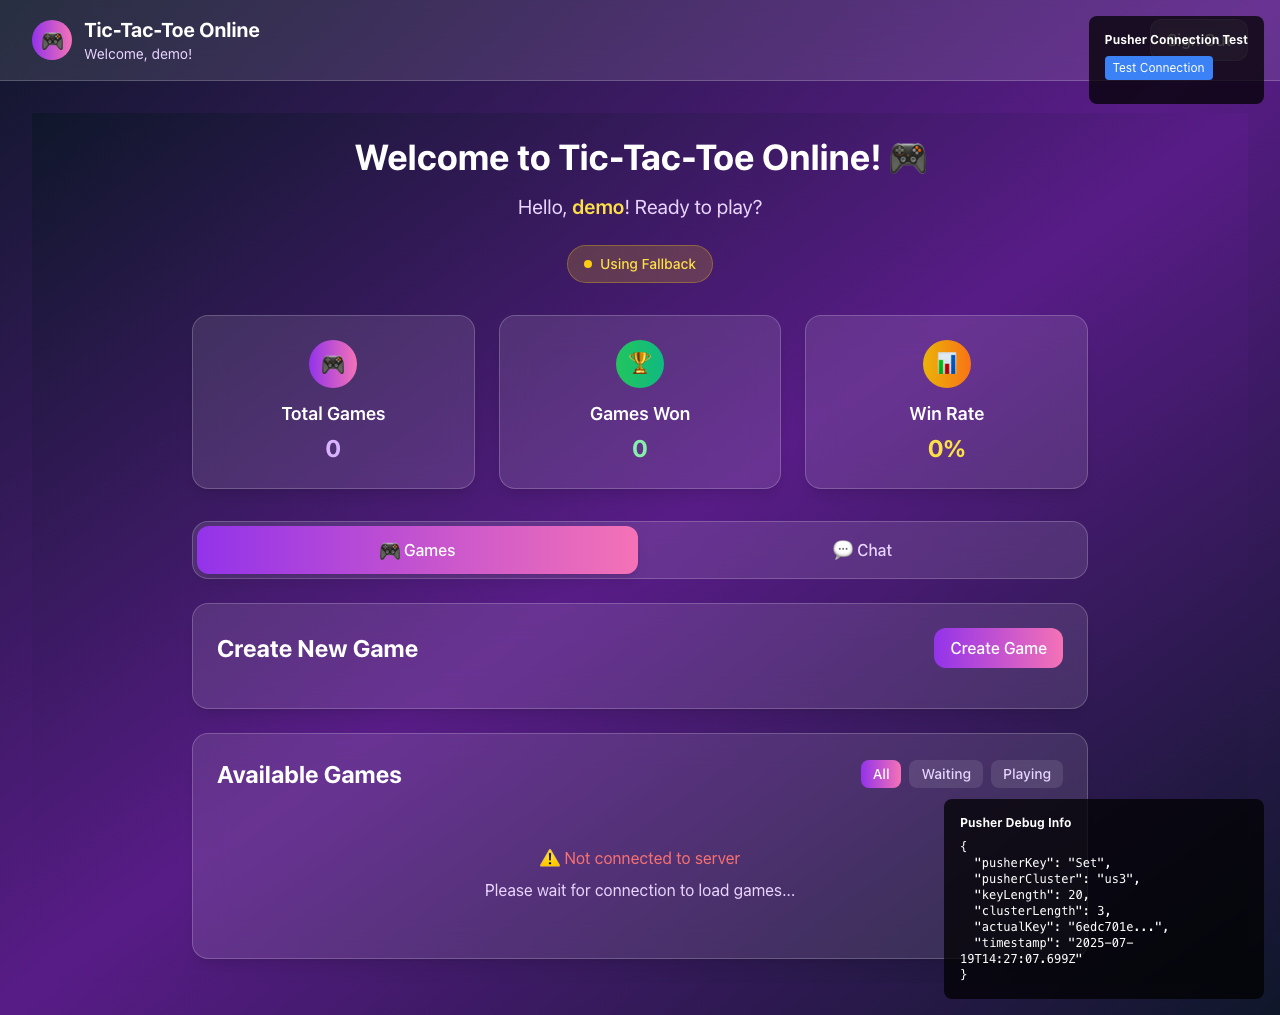 Tic-Tac-Toe Online
Welcome, demo!
Pusher Connection Test
Test Connection
Welcome to Tic-Tac-Toe Online! 🎮
Hello, demo! Ready to play?
Using Fallback
Total Games
0
Games Won
0
Win Rate
0%
🎮 Games
💬 Chat
Create New Game
Create Game
Available Games
All
Waiting
Playing
⚠️ Not connected to server
Please wait for connection to load games...
Pusher Debug Info
{
"pusherKey": "Set",
"pusherCluster": "us3",
"keyLength": 20,
"clusterLength": 3,
"actualKey": "6edc701e...",
"timestamp": "2025-07-
19T14:27:07.699Z"
}